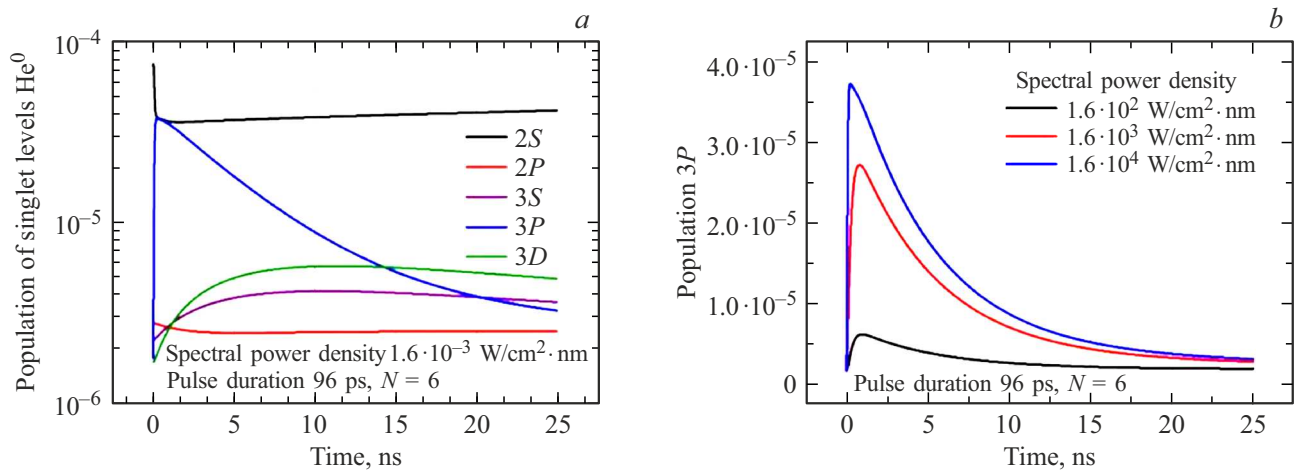 a
Population of singlet levels He⁰
10⁻⁴
10⁻⁵
10⁻⁶
2S
2P
3S
3P
3D
Spectral power density 1.6·10⁻³ W/cm²·nm
Pulse duration 96 ps, N = 6
0 5 10 15 20 25
Time, ns
b
Population 3P
4.0·10⁻⁵
3.0·10⁻⁵
2.0·10⁻⁵
1.0·10⁻⁵
0
Spectral power density
1.6·10² W/cm²·nm
1.6·10³ W/cm²·nm
1.6·10⁴ W/cm²·nm
Pulse duration 96 ps, N = 6
0 5 10 15 20 25
Time, ns